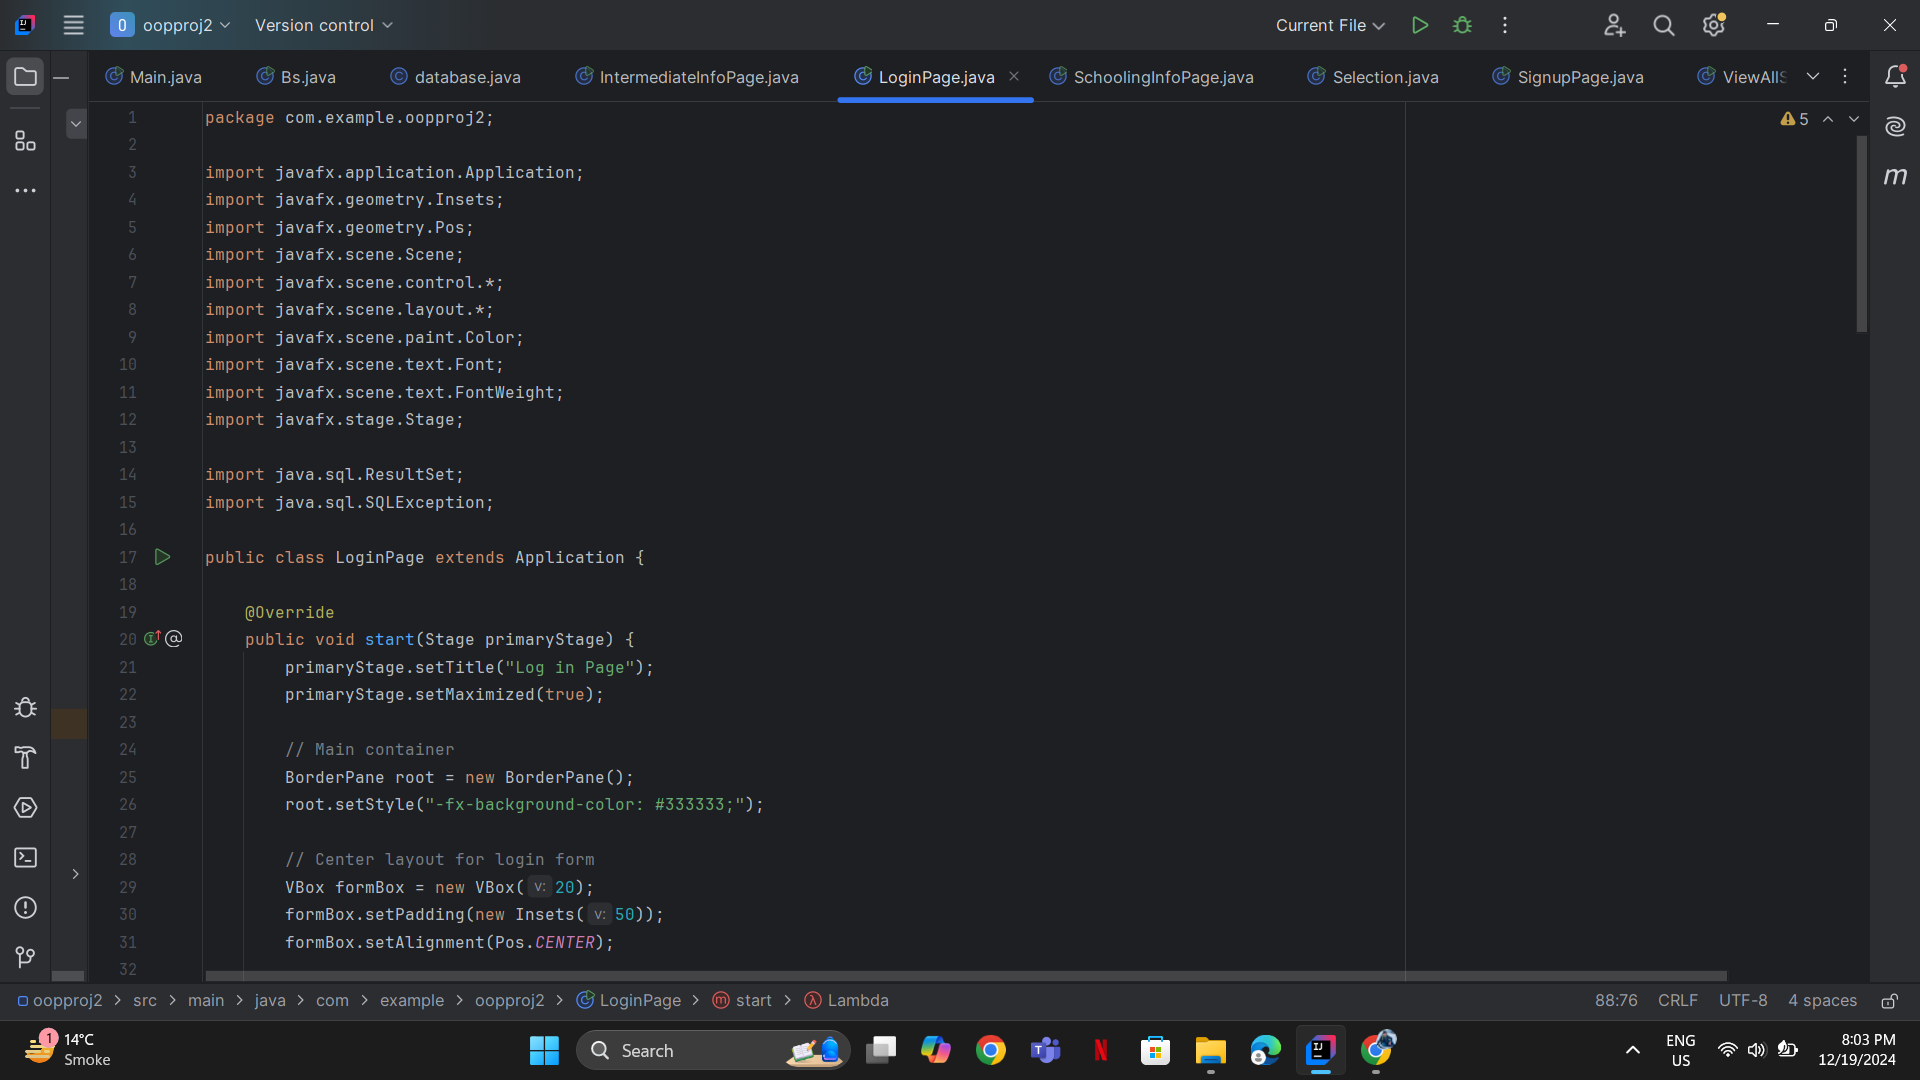 oopproj2 Version control Current File
Main.java Bs.java database.java IntermediateInfoPage.java LoginPage.java SchoolingInfoPage.java Selection.java SignupPage.java ViewAllS
5
1 package com.example.oopproj2;
2
3 import javafx.application.Application;
4 import javafx.geometry.Insets;
5 import javafx.geometry.Pos;
6 import javafx.scene.Scene;
7 import javafx.scene.control.*;
8 import javafx.scene.layout.*;
9 import javafx.scene.paint.Color;
10 import javafx.scene.text.Font;
11 import javafx.scene.text.FontWeight;
12 import javafx.stage.Stage;
13
14 import java.sql.ResultSet;
15 import java.sql.SQLException;
16
17 public class LoginPage extends Application {
18
19 @Override
20 public void start(Stage primaryStage) {
21 primaryStage.setTitle("Log in Page");
22 primaryStage.setMaximized(true);
23
24 // Main container
25 BorderPane root = new BorderPane();
26 root.setStyle("-fx-background-color: #333333;");
27
28 // Center layout for login form
29 VBox formBox = new VBox( v: 20);
30 formBox.setPadding(new Insets( v: 50));
31 formBox.setAlignment(Pos.CENTER);
32
oopproj2 > src > main > java > com > example > oopproj2 > LoginPage > start > Lambda 88:76 CRLF UTF-8 4 spaces
1 14°C
Smoke
Search
ENG
US
8:03 PM
12/19/2024